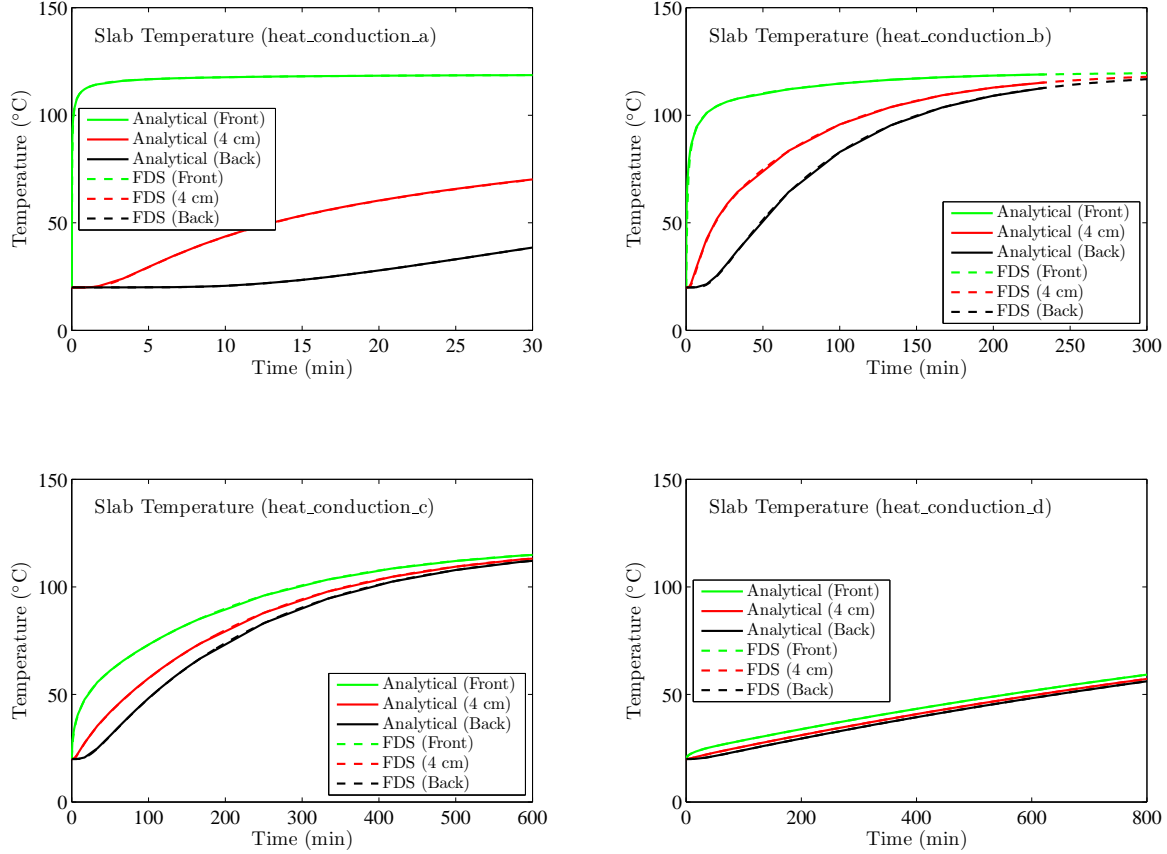 Slab Temperature (heat_conduction_a)
Temperature (°C)
150
100
50
0
Analytical (Front)
Analytical (4 cm)
Analytical (Back)
FDS (Front)
FDS (4 cm)
FDS (Back)
0 5 10 15 20 25 30
Time (min)
Slab Temperature (heat_conduction_b)
Temperature (°C)
150
100
50
0
Analytical (Front)
Analytical (4 cm)
Analytical (Back)
FDS (Front)
FDS (4 cm)
FDS (Back)
0 50 100 150 200 250 300
Time (min)
Slab Temperature (heat_conduction_c)
Temperature (°C)
150
100
50
0
Analytical (Front)
Analytical (4 cm)
Analytical (Back)
FDS (Front)
FDS (4 cm)
FDS (Back)
0 100 200 300 400 500 600
Time (min)
Slab Temperature (heat_conduction_d)
Temperature (°C)
150
100
50
0
Analytical (Front)
Analytical (4 cm)
Analytical (Back)
FDS (Front)
FDS (4 cm)
FDS (Back)
0 200 400 600 800
Time (min)